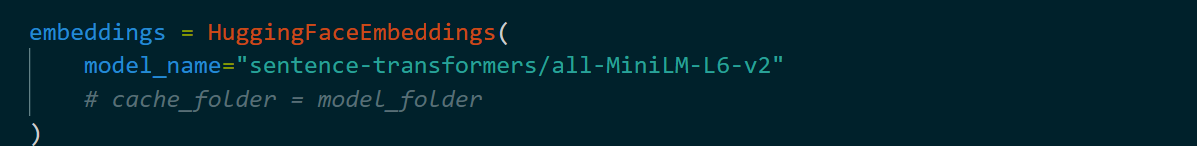 embeddings = HuggingFaceEmbeddings(
    model_name="sentence-transformers/all-MiniLM-L6-v2"
    # cache_folder = model_folder
)